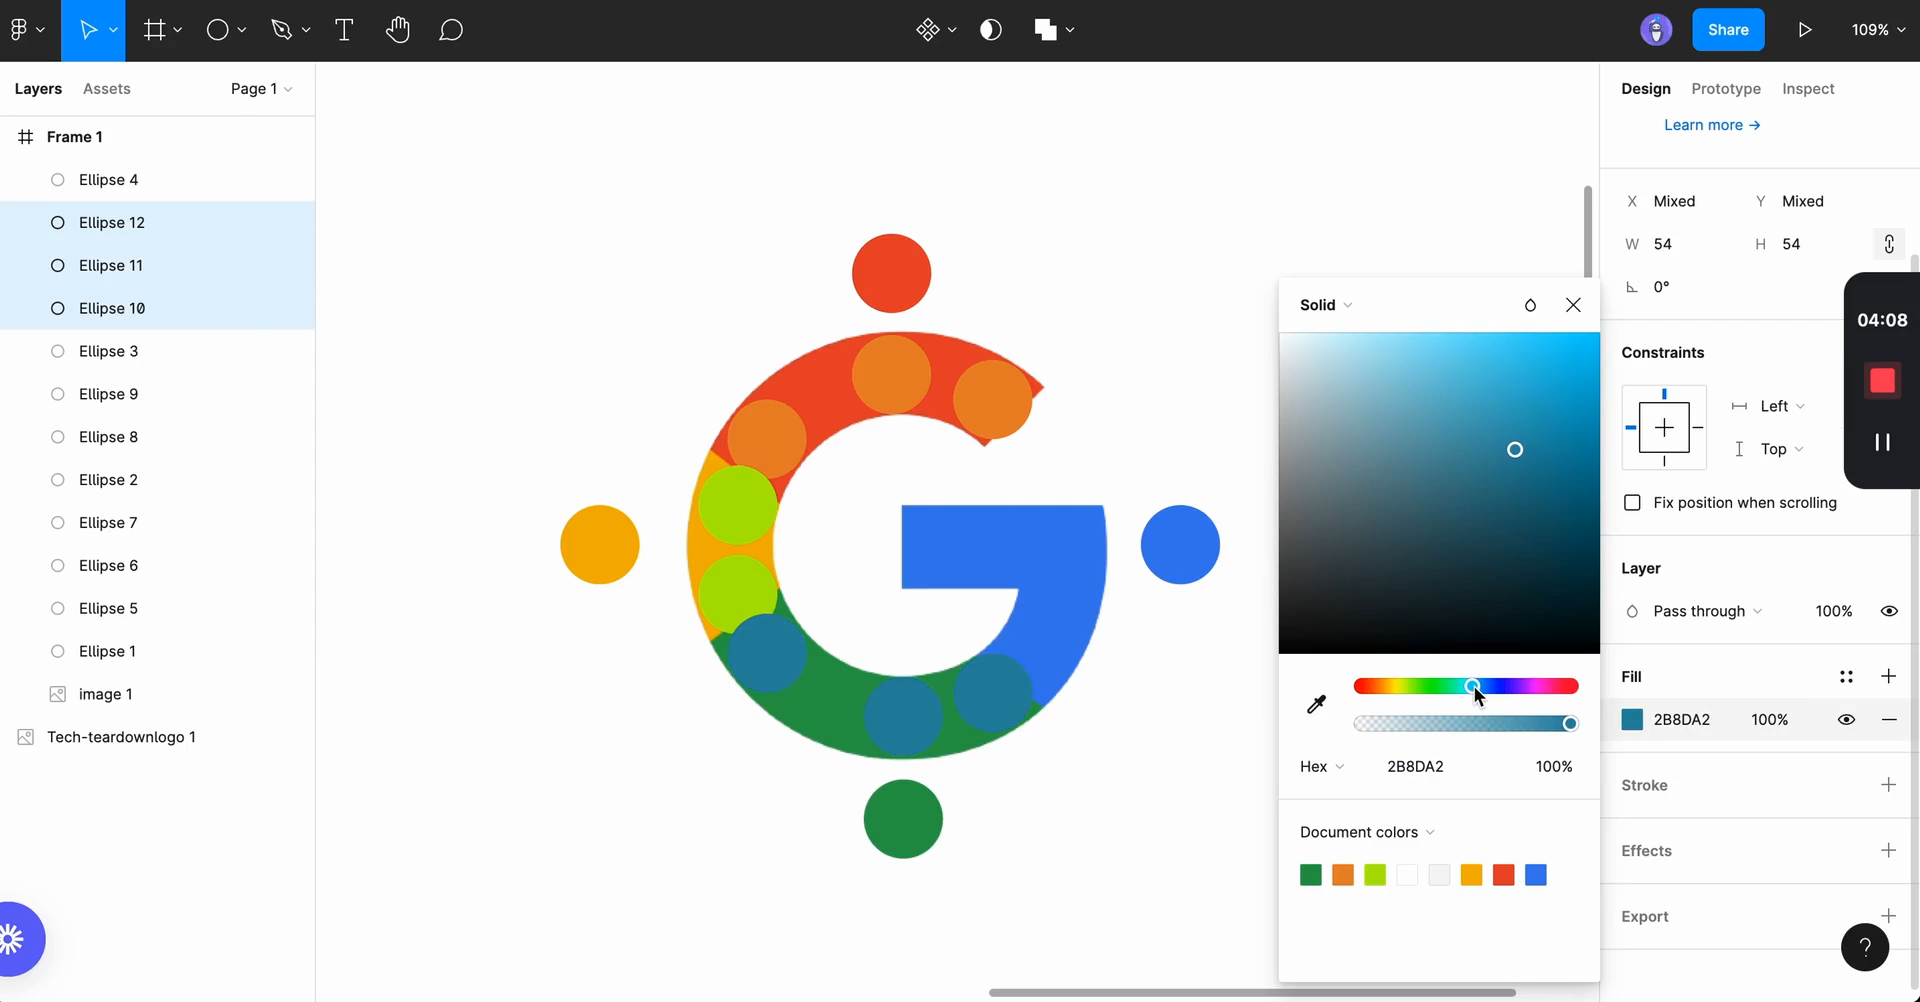 109%
Share
Layers Assets Page 1
Frame 1
Ellipse 4
Ellipse 12
Ellipse 11
Ellipse 10
Ellipse 3
Ellipse 9
Ellipse 8
Ellipse 2
Ellipse 7
Ellipse 6
Ellipse 5
Ellipse 1
image 1
Tech-teardownlogo 1
Solid
Hex 2B8DA2 100%
Document colors
Design Prototype Inspect
Learn more →
X Mixed Y Mixed
W 54 H 54
0°
04:08
Constraints
Left
Top
Fix position when scrolling
Layer
Pass through 100%
Fill
2B8DA2 100%
Stroke
Effects
Export
?